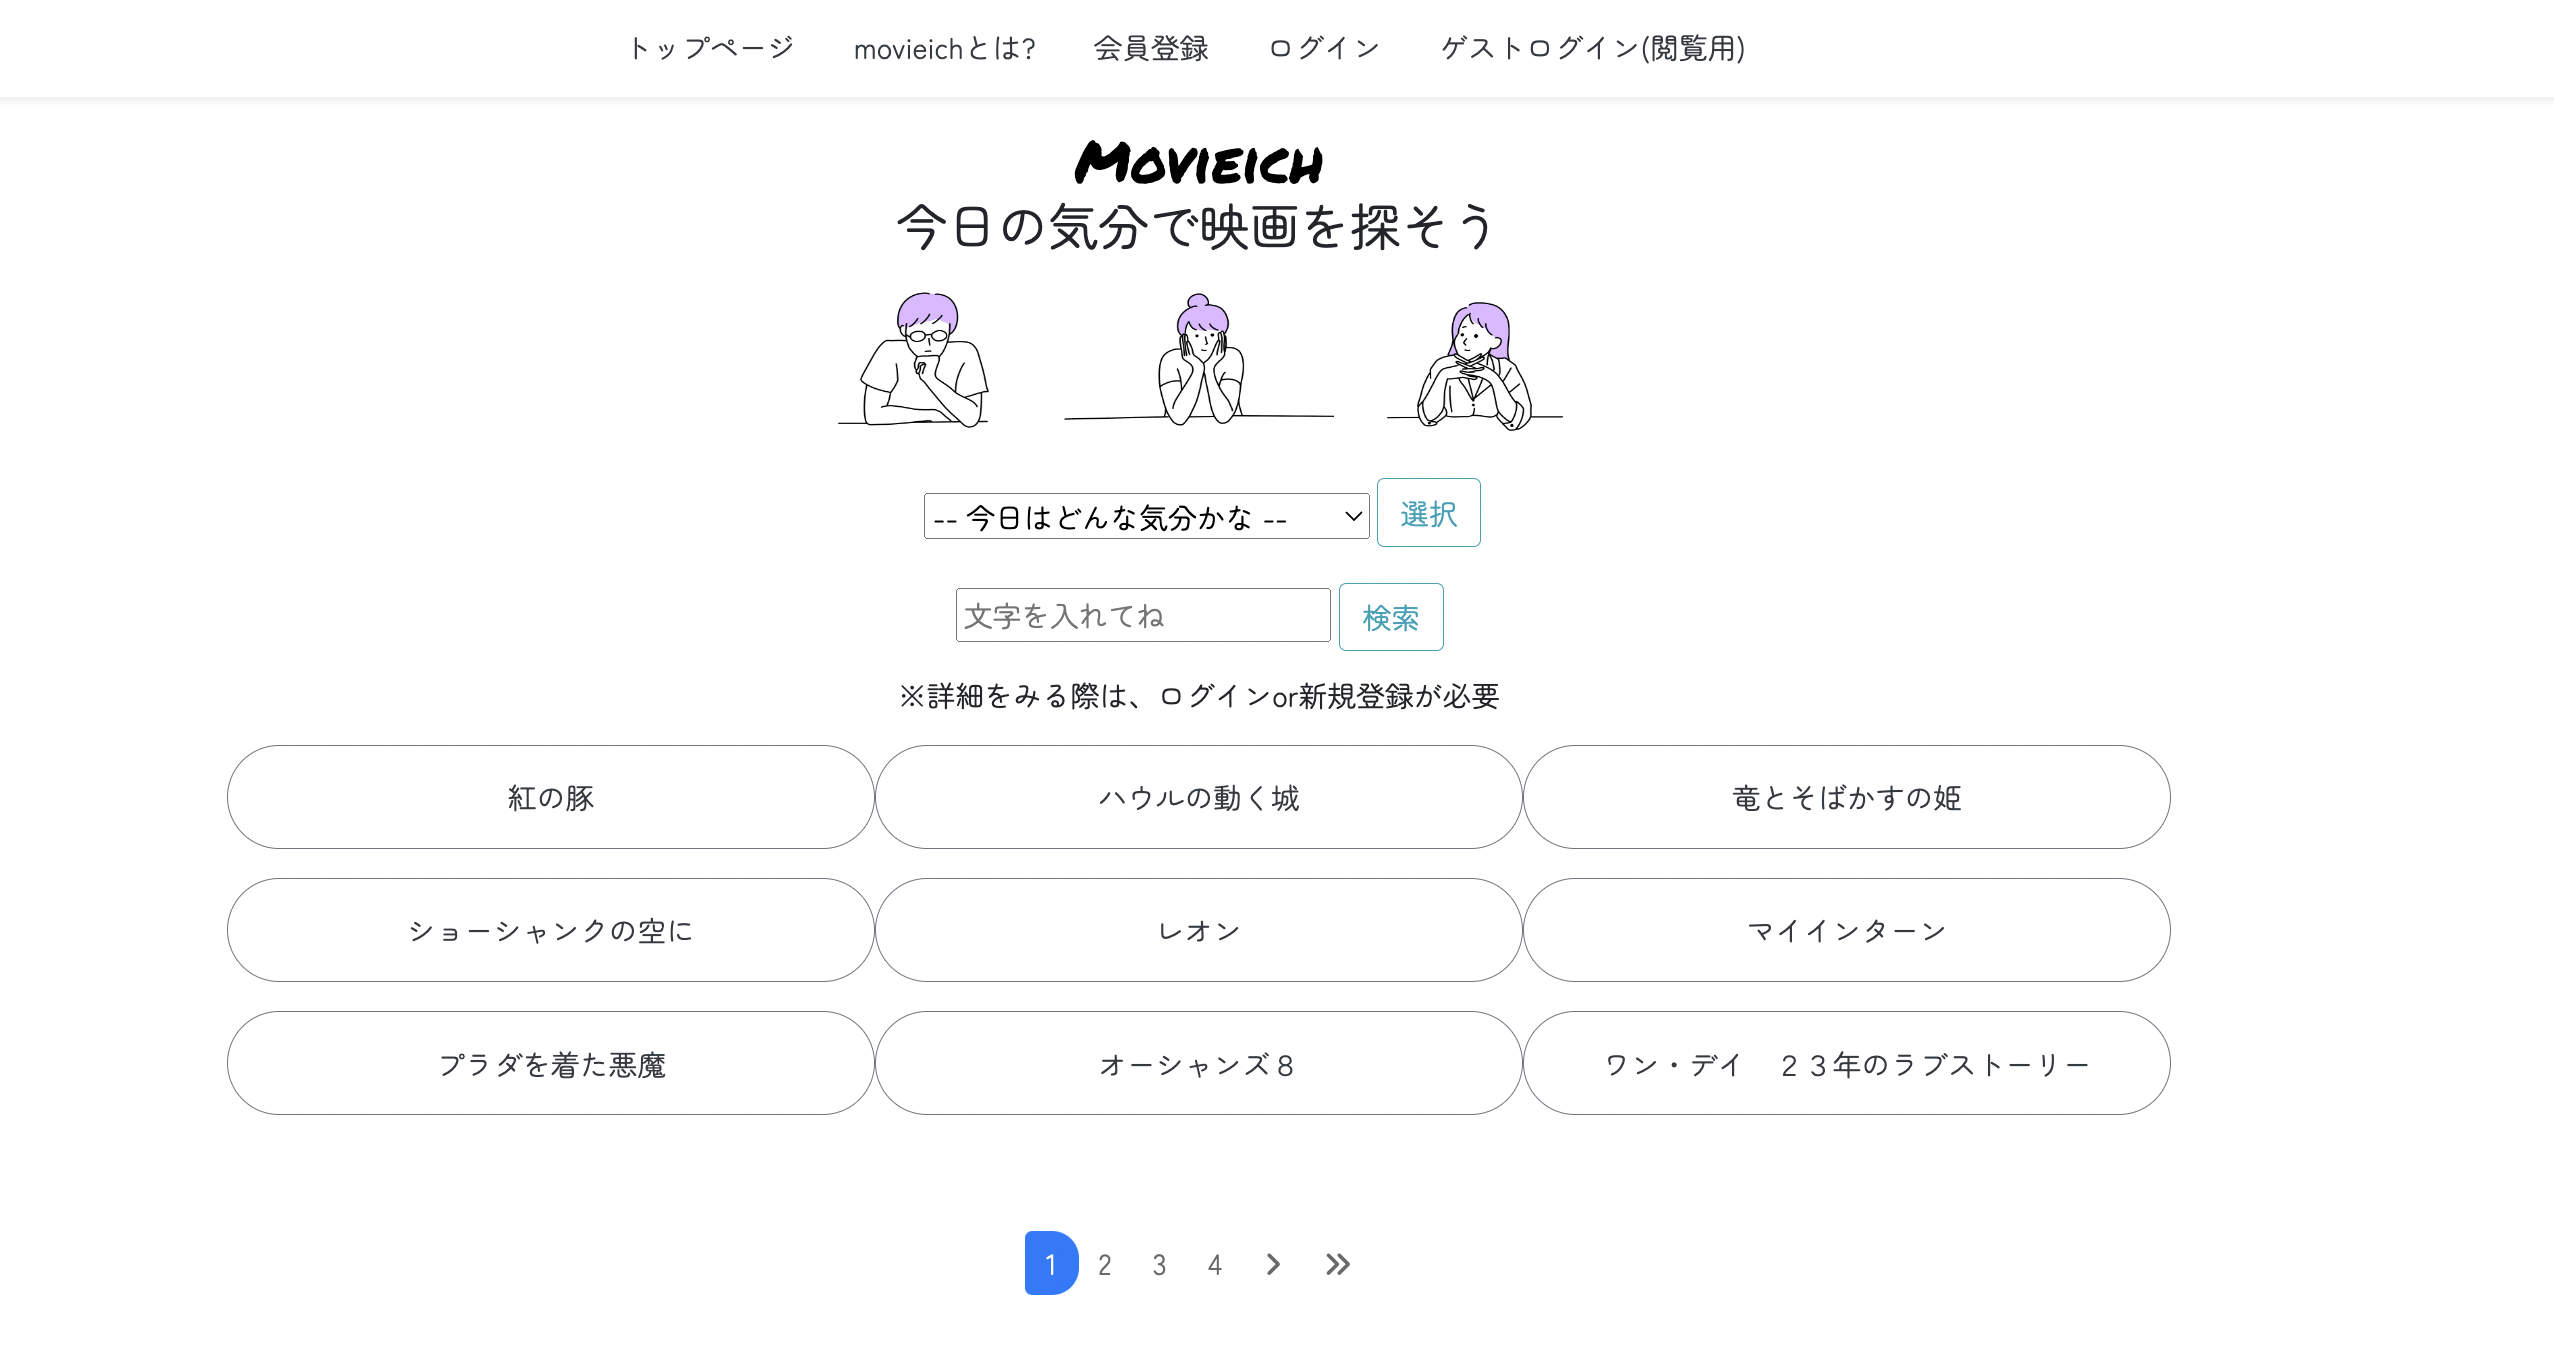 トップページ movieichとは? 会員登録 ログイン ゲストログイン(閲覧用)
Movieich
今日の気分で映画を探そう
-- 今日はどんな気分かな -- 選択
文字を入れてね 検索
※詳細をみる際は、ログインor新規登録が必要
紅の豚 ハウルの動く城 竜とそばかすの姫
ショーシャンクの空に レオン マイインターン
プラダを着た悪魔 オーシャンズ８ ワン・デイ　２３年のラブストーリー
1 2 3 4 › »